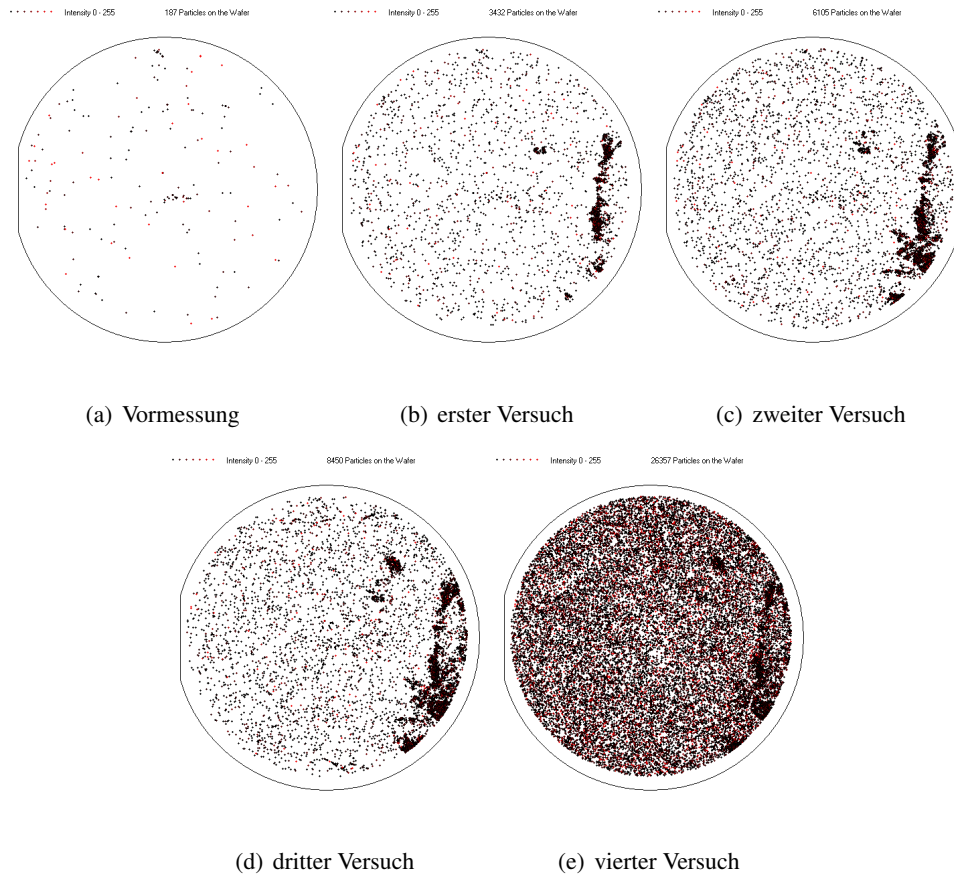 Intensity 0 - 255 187 Particles on the Wafer
Intensity 0 - 255 3432 Particles on the Wafer
Intensity 0 - 255 6105 Particles on the Wafer
(a) Vormessung
(b) erster Versuch
(c) zweiter Versuch
Intensity 0 - 255 8450 Particles on the Wafer
Intensity 0 - 255 26357 Particles on the Wafer
(d) dritter Versuch
(e) vierter Versuch